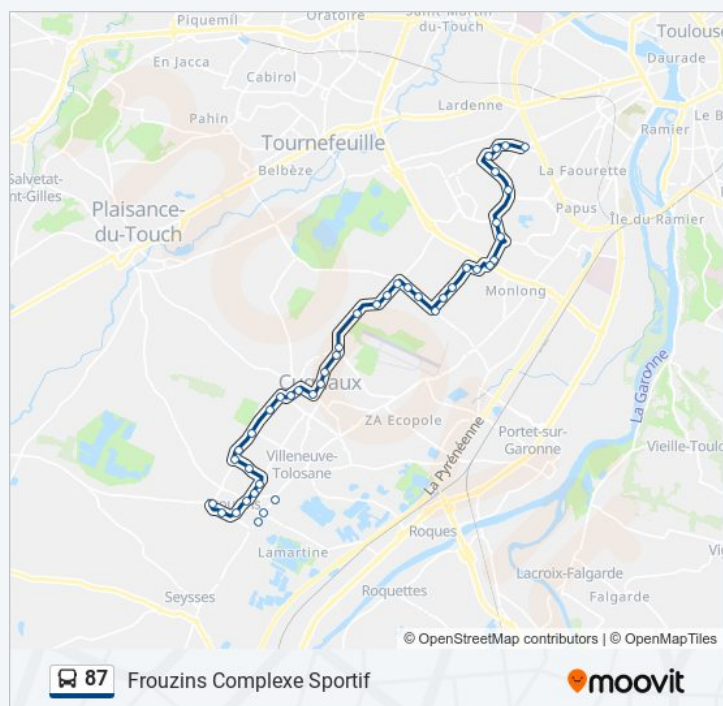 Piquemil
Oratoire
Saint-Martin-
du-Touch
Toulouse
En Jacca
Cabirol
Daurade
Pahin
Lardenne
Le B
Ramier
Tournefeuille
Salvetat-
nt-Gilles
Belbèze
La Faourette
Plaisance-
du-Touch
Papus
Île du Ramier
Monlong
La Garonne
Cugnaux
ZA Ecopole
La Pyrénéenne
Portet-sur-
Garonne
Vieille-Toulo
Villeneuve-
Tolosane
Roques
Lamartine
Lacroix-Falgarde
Falgarde
Vig
Seysses
Roquettes
© OpenStreetMap contributors | © OpenMapTiles
87 Frouzins Complexe Sportif
moovit